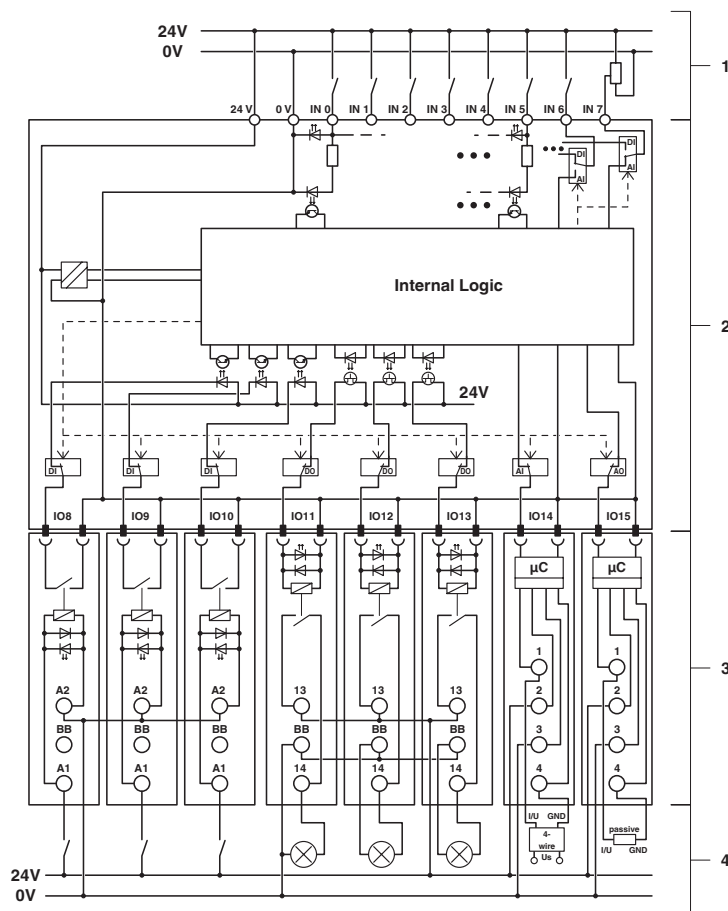 24V
0V
1
24 V 0 V IN 0 IN 1 IN 2 IN 3 IN 4 IN 5 IN 6 IN 7
DI DI
AI AI
Internal Logic
2
24V
DI DI DI DO DO DO AI AO
IO8 IO9 IO10 IO11 IO12 IO13 IO14 IO15
µC µC
1 1
3
A2 A2 A2 13 13 13 2 2
BB BB BB BB BB BB 3 3
A1 A1 A1 14 14 14 4 4
I/U GND passive
4-wire I/U GND
Us
4
24V
0V